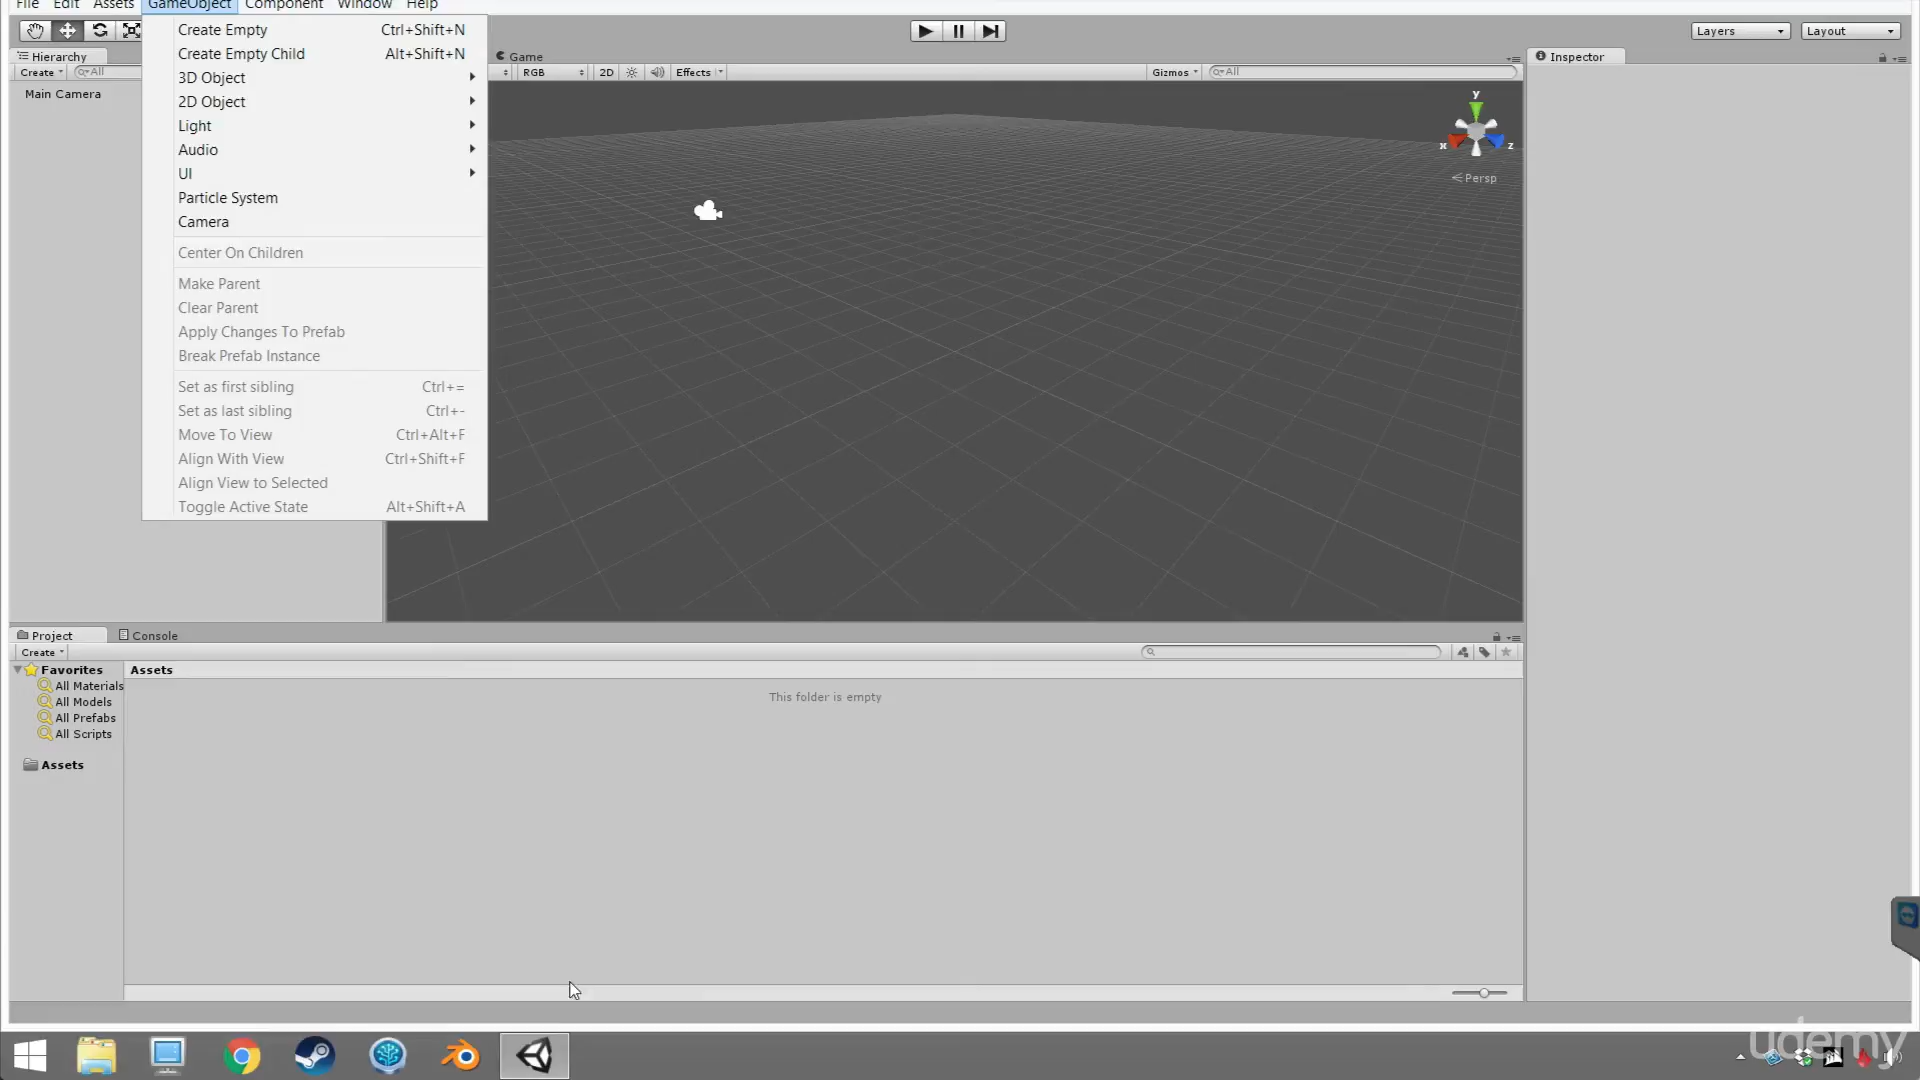 File Edit Assets GameObject Component Window Help
Layers Layout
Hierarchy
Create All
Main Camera
Create Empty Ctrl+Shift+N
Create Empty Child Alt+Shift+N
3D Object
2D Object
Light
Audio
UI
Particle System
Camera
Center On Children
Make Parent
Clear Parent
Apply Changes To Prefab
Break Prefab Instance
Set as first sibling Ctrl+=
Set as last sibling Ctrl+-
Move To View Ctrl+Alt+F
Align With View Ctrl+Shift+F
Align View to Selected
Toggle Active State Alt+Shift+A
Game
RGB 2D Effects Gizmos All
y
x z
Persp
Inspector
Project Console
Create
Favorites
All Materials
All Models
All Prefabs
All Scripts
Assets
Assets
This folder is empty
udemy